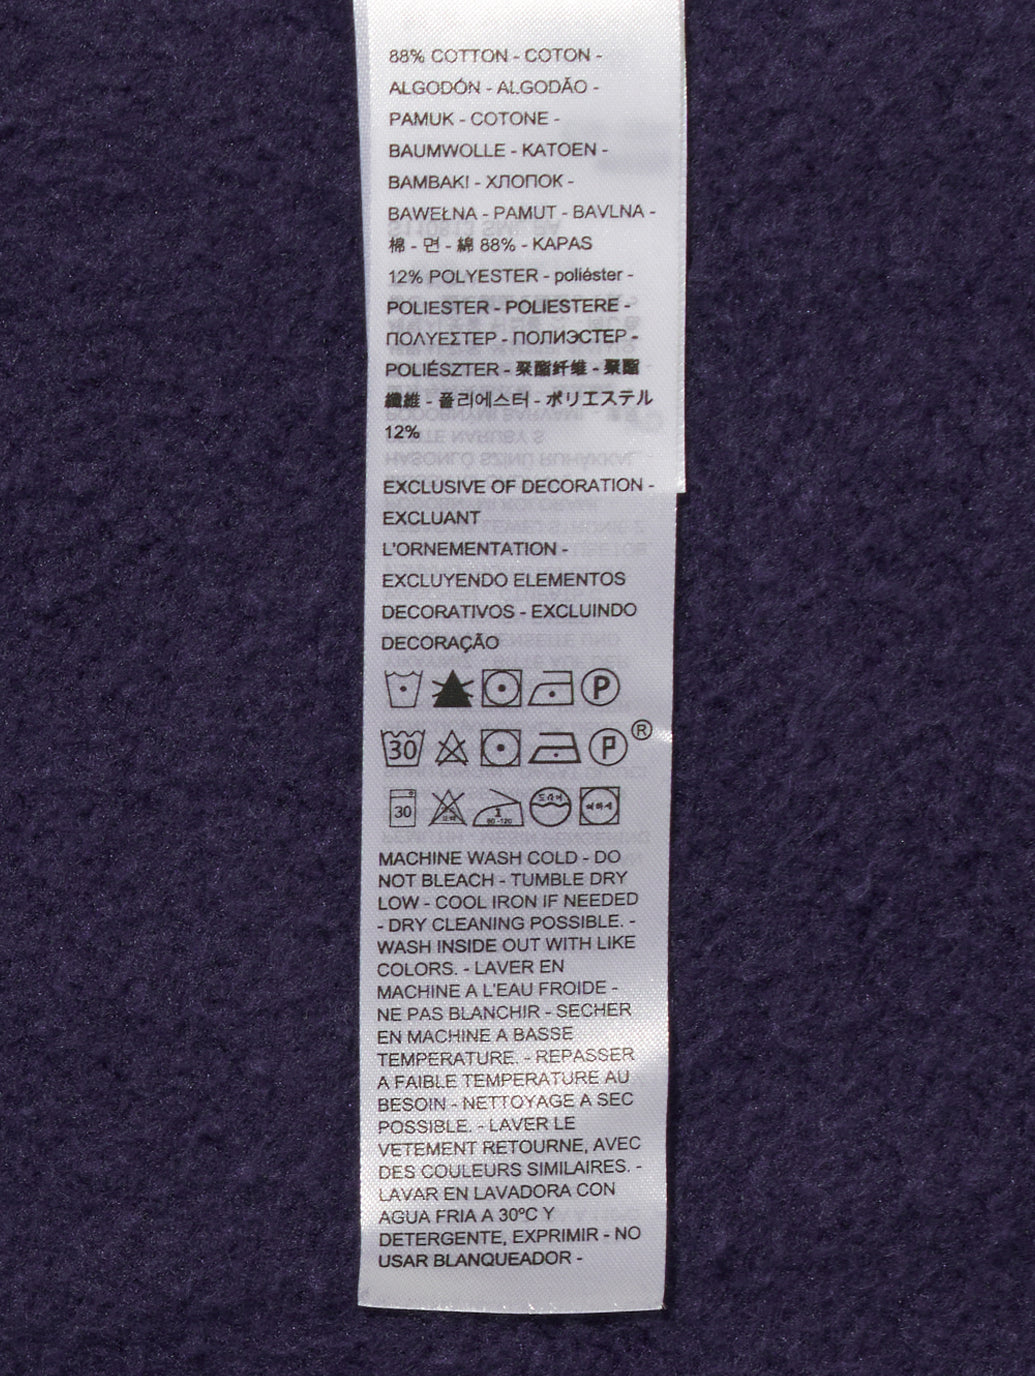 88% COTTON - COTON -
ALGODÓN - ALGODÃO -
PAMUK - COTONE -
BAUMWOLLE - KATOEN -
BAMBAKI - ХЛОПОК -
BAWEŁNA - PAMUT - BAVLNA -
棉 - 면 - 綿 88% - KAPAS
12% POLYESTER - poliéster -
POLIESTER - POLIESTERE -
ΠΟΛΥΕΣΤΕΡ - ПОЛИЭСТЕР -
POLIÉSZTER - 聚酯纤维 - 聚酯
纖維 - 폴리에스터 - ポリエステル
12%
EXCLUSIVE OF DECORATION -
EXCLUANT
L'ORNEMENTATION -
EXCLUYENDO ELEMENTOS
DECORATIVOS - EXCLUINDO
DECORAÇÃO
P
30 P ®
30 1 80 -120
MACHINE WASH COLD - DO
NOT BLEACH - TUMBLE DRY
LOW - COOL IRON IF NEEDED
- DRY CLEANING POSSIBLE. -
WASH INSIDE OUT WITH LIKE
COLORS. - LAVER EN
MACHINE A L'EAU FROIDE -
NE PAS BLANCHIR - SECHER
EN MACHINE A BASSE
TEMPERATURE. - REPASSER
A FAIBLE TEMPERATURE AU
BESOIN - NETTOYAGE A SEC
POSSIBLE. - LAVER LE
VETEMENT RETOURNE, AVEC
DES COULEURS SIMILAIRES. -
LAVAR EN LAVADORA CON
AGUA FRIA A 30ºC Y
DETERGENTE, EXPRIMIR - NO
USAR BLANQUEADOR -